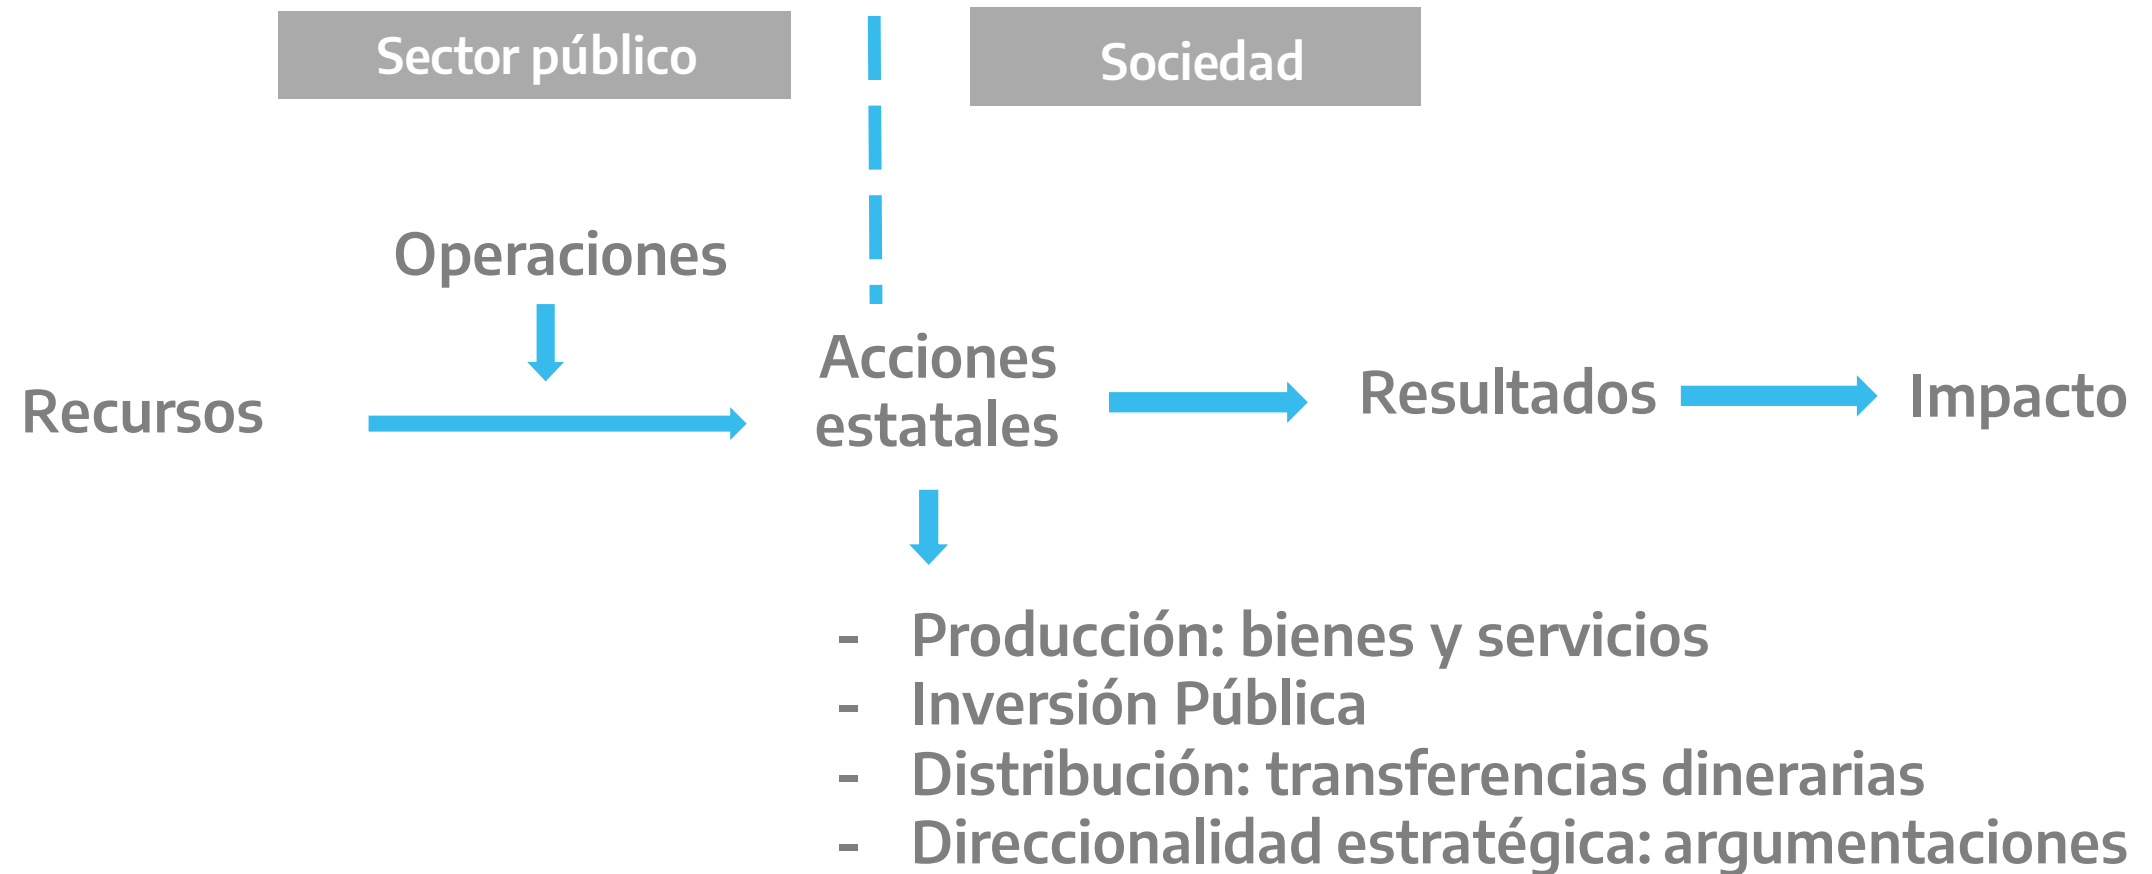 Sector público
Sociedad
Operaciones
Recursos
Acciones
estatales
Resultados
Impacto
- Producción: bienes y servicios
- Inversión Pública
- Distribución: transferencias dinerarias
- Direccionalidad estratégica: argumentaciones